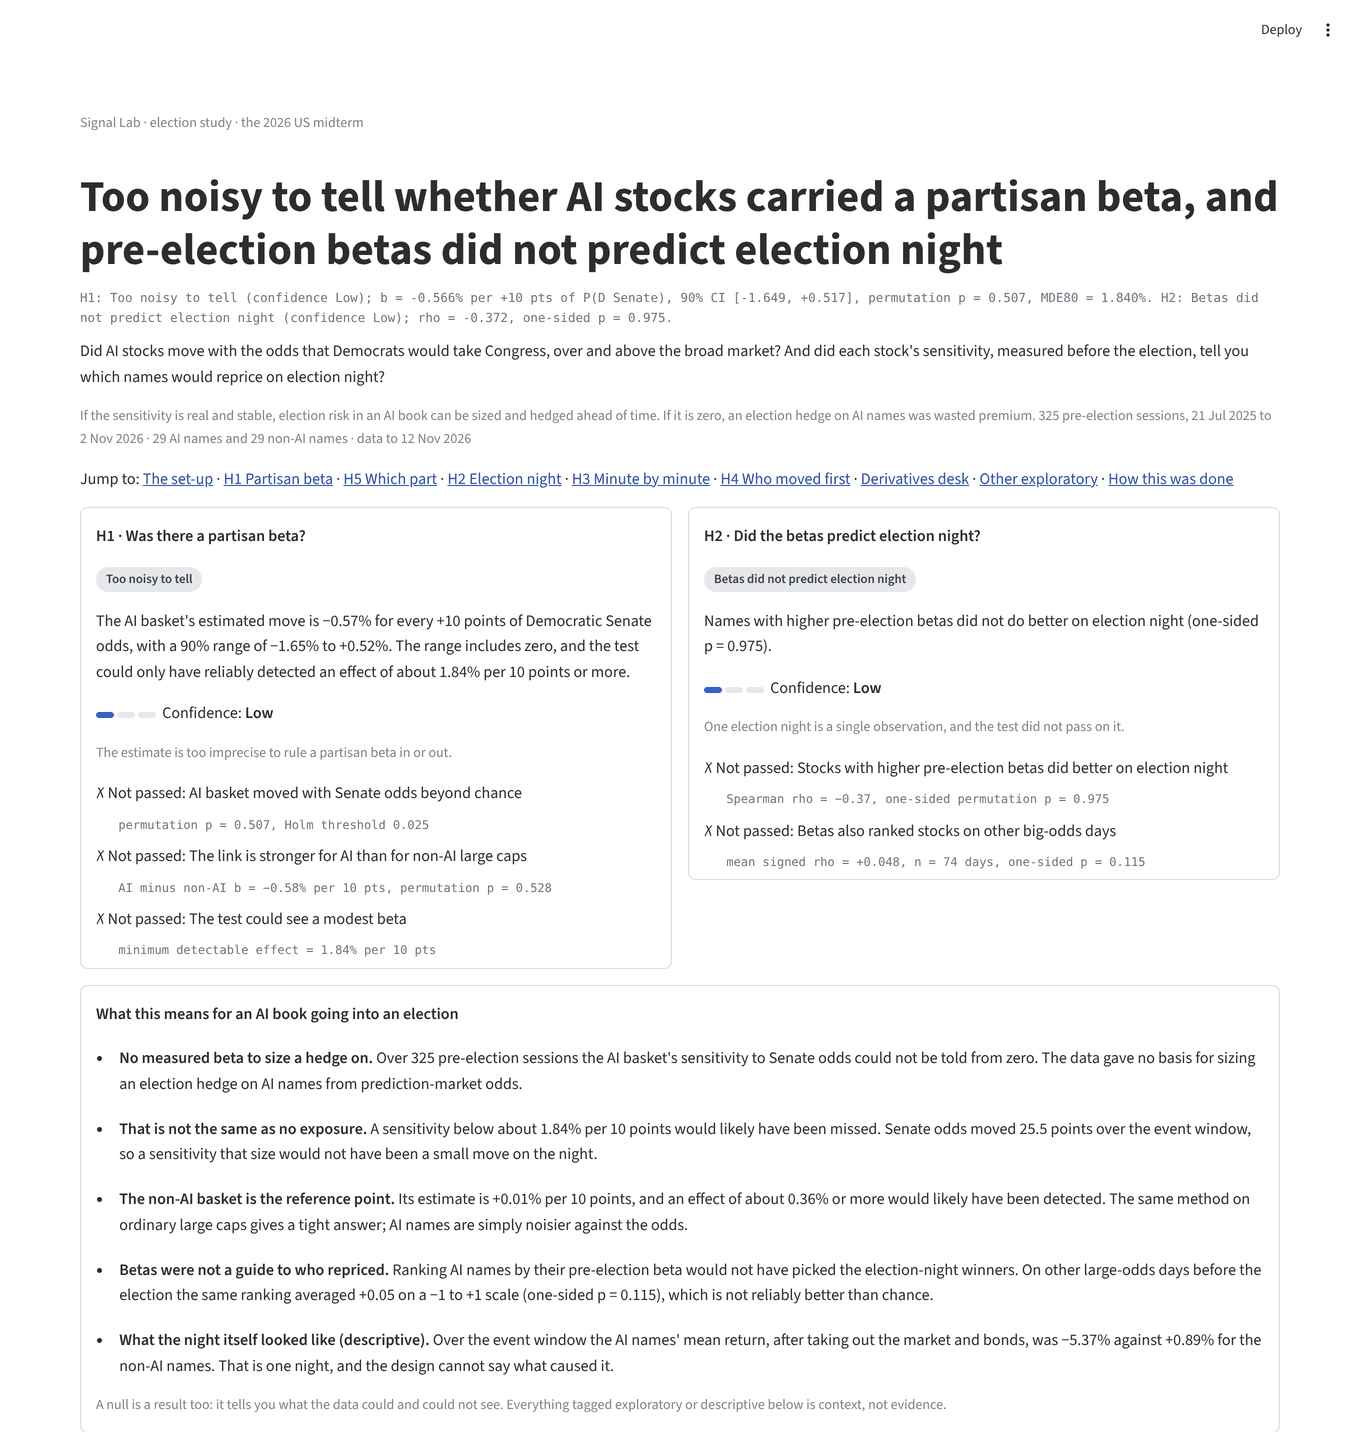 Deploy
Signal Lab · election study · the 2026 US midterm
Too noisy to tell whether AI stocks carried a partisan beta, and
pre-election betas did not predict election night
H1: Too noisy to tell (confidence Low); b = -0.566% per +10 pts of P(D Senate), 90% CI [-1.649, +0.517], permutation p = 0.507, MDE80 = 1.840%. H2: Betas did
not predict election night (confidence Low); rho = -0.372, one-sided p = 0.975.
Did AI stocks move with the odds that Democrats would take Congress, over and above the broad market? And did each stock's sensitivity, measured before the election, tell you
which names would reprice on election night?
If the sensitivity is real and stable, election risk in an AI book can be sized and hedged ahead of time. If it is zero, an election hedge on AI names was wasted premium. 325 pre-election sessions, 21 Jul 2025 to
2 Nov 2026 · 29 AI names and 29 non-AI names · data to 12 Nov 2026
Jump to: The set-up · H1 Partisan beta · H5 Which part · H2 Election night · H3 Minute by minute · H4 Who moved first · Derivatives desk · Other exploratory · How this was done
H1 · Was there a partisan beta?
Too noisy to tell
The AI basket's estimated move is −0.57% for every +10 points of Democratic Senate
odds, with a 90% range of −1.65% to +0.52%. The range includes zero, and the test
could only have reliably detected an effect of about 1.84% per 10 points or more.
Confidence: Low
The estimate is too imprecise to rule a partisan beta in or out.
✗ Not passed: AI basket moved with Senate odds beyond chance
permutation p = 0.507, Holm threshold 0.025
✗ Not passed: The link is stronger for AI than for non-AI large caps
AI minus non-AI b = −0.58% per 10 pts, permutation p = 0.528
✗ Not passed: The test could see a modest beta
minimum detectable effect = 1.84% per 10 pts
H2 · Did the betas predict election night?
Betas did not predict election night
Names with higher pre-election betas did not do better on election night (one-sided
p = 0.975).
Confidence: Low
One election night is a single observation, and the test did not pass on it.
✗ Not passed: Stocks with higher pre-election betas did better on election night
Spearman rho = −0.37, one-sided permutation p = 0.975
✗ Not passed: Betas also ranked stocks on other big-odds days
mean signed rho = +0.048, n = 74 days, one-sided p = 0.115
What this means for an AI book going into an election
• No measured beta to size a hedge on. Over 325 pre-election sessions the AI basket's sensitivity to Senate odds could not be told from zero. The data gave no basis for sizing
an election hedge on AI names from prediction-market odds.
• That is not the same as no exposure. A sensitivity below about 1.84% per 10 points would likely have been missed. Senate odds moved 25.5 points over the event window,
so a sensitivity that size would not have been a small move on the night.
• The non-AI basket is the reference point. Its estimate is +0.01% per 10 points, and an effect of about 0.36% or more would likely have been detected. The same method on
ordinary large caps gives a tight answer; AI names are simply noisier against the odds.
• Betas were not a guide to who repriced. Ranking AI names by their pre-election beta would not have picked the election-night winners. On other large-odds days before the
election the same ranking averaged +0.05 on a −1 to +1 scale (one-sided p = 0.115), which is not reliably better than chance.
• What the night itself looked like (descriptive). Over the event window the AI names' mean return, after taking out the market and bonds, was −5.37% against +0.89% for the
non-AI names. That is one night, and the design cannot say what caused it.
A null is a result too: it tells you what the data could and could not see. Everything tagged exploratory or descriptive below is context, not evidence.